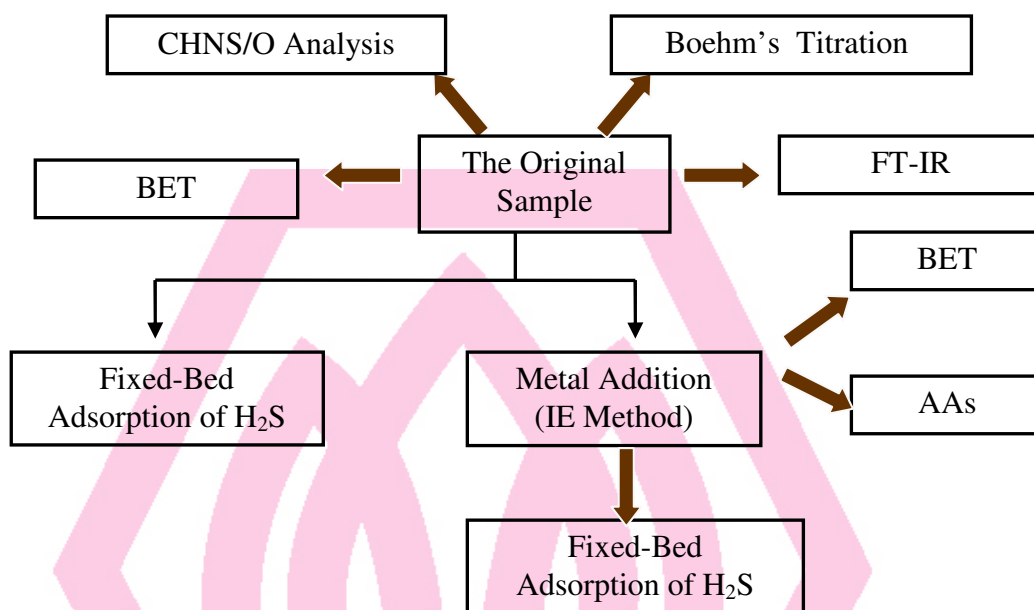 CHNS/O Analysis
Boehm's Titration
The Original
Sample
BET
FT-IR
BET
Fixed-Bed
Adsorption of H₂S
Metal Addition
(IE Method)
AAs
Fixed-Bed
Adsorption of H₂S